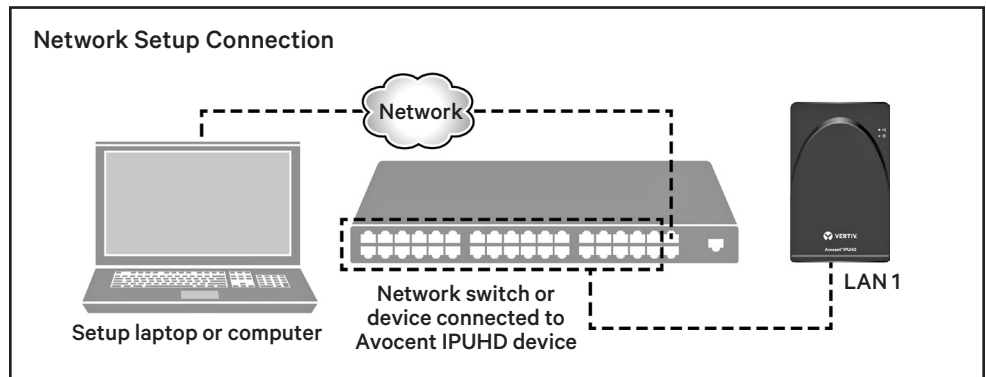 Network Setup Connection
Network
VERTIV.
Avocent® IPUHD
LAN 1
Setup laptop or computer
Network switch or
device connected to
Avocent IPUHD device